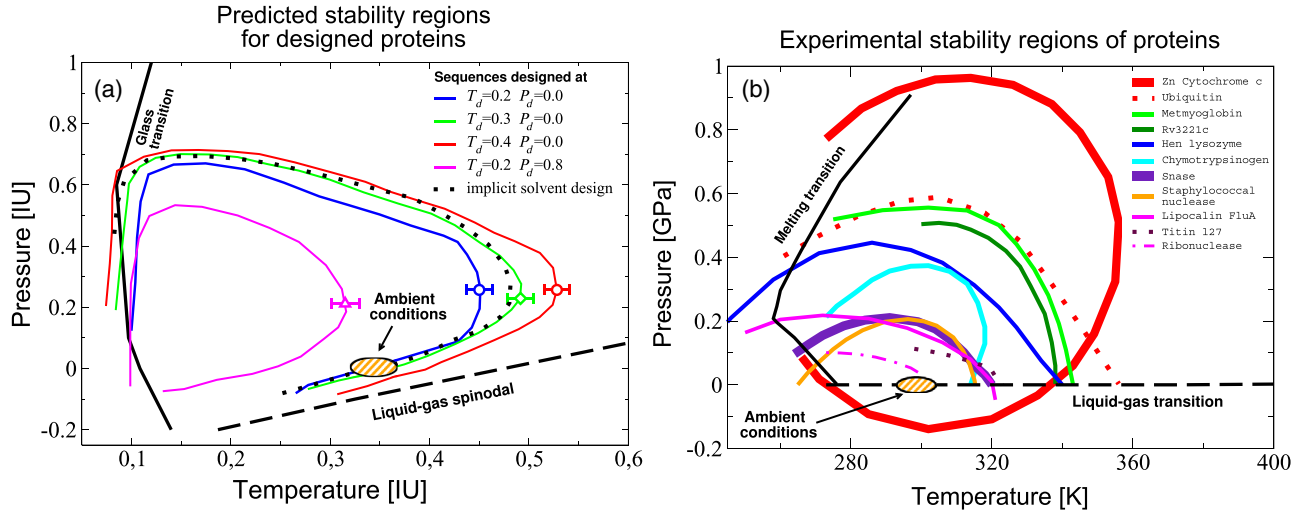 Predicted stability regions
for designed proteins
(a)
Glass
transition
Sequences designed at
T_d=0.2 P_d=0.0
T_d=0.3 P_d=0.0
T_d=0.4 P_d=0.0
T_d=0.2 P_d=0.8
implicit solvent design
Ambient
conditions
Liquid-gas spinodal
1
0.8
0.6
0.4
0.2
0
-0.2
Pressure [IU]
0,1
0,2
0,3
0,4
0,5
0,6
Temperature [IU]
Experimental stability regions of proteins
(b)
Melting transition
Zn Cytochrome c
Ubiquitin
Metmyoglobin
Rv3221c
Hen lysozyme
Chymotrypsinogen
Snase
Staphylococcal
nuclease
Lipocalin FluA
Titin l27
Ribonuclease
Ambient
conditions
Liquid-gas transition
1
0.8
0.6
0.4
0.2
0
-0.2
Pressure [GPa]
280
320
360
400
Temperature [K]